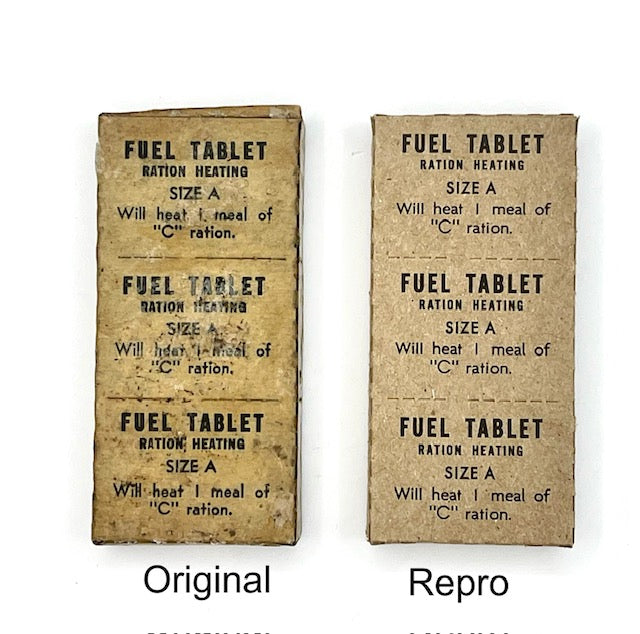 FUEL TABLET
RATION HEATING
SIZE A
Will heat 1 meal of
"C" ration.
FUEL TABLET
RATION HEATING
SIZE A
Will heat 1 meal of
"C" ration.
FUEL TABLET
RATION HEATING
SIZE A
Will heat 1 meal of
"C" ration.
Original
FUEL TABLET
RATION HEATING
SIZE A
Will heat 1 meal of
"C" ration.
FUEL TABLET
RATION HEATING
SIZE A
Will heat 1 meal of
"C" ration.
FUEL TABLET
RATION HEATING
SIZE A
Will heat 1 meal of
"C" ration.
Repro